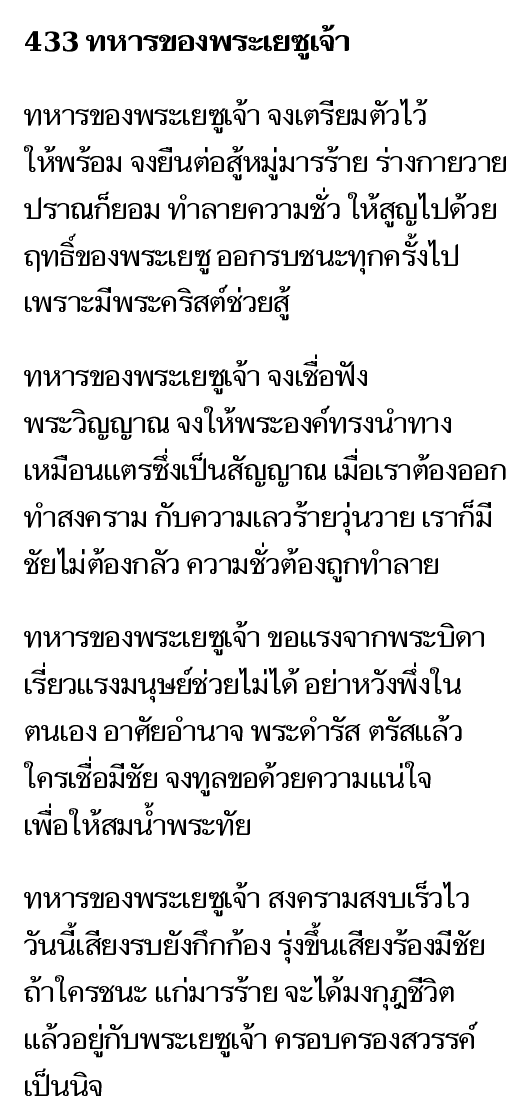 433 ทหารของพระเยซูเจ้า
ทหารของพระเยซูเจ้า จงเตรียมตัวไว้
ให้พร้อม จงยืนต่อสู้หมู่มารร้าย ร่างกายวาย
ปราณก็ยอม ทำลายความชั่ว ให้สูญไปด้วย
ฤทธิ์ของพระเยซู ออกรบชนะทุกครั้งไป
เพราะมีพระคริสต์ช่วยสู้
ทหารของพระเยซูเจ้า จงเชื่อฟัง
พระวิญญาณ จงให้พระองค์ทรงนำทาง
เหมือนแตรซึ่งเป็นสัญญาณ เมื่อเราต้องออก
ทำสงคราม กับความเลวร้ายวุ่นวาย เราก็มี
ชัยไม่ต้องกลัว ความชั่วต้องถูกทำลาย
ทหารของพระเยซูเจ้า ขอแรงจากพระบิดา
เรี่ยวแรงมนุษย์ช่วยไม่ได้ อย่าหวังพึ่งใน
ตนเอง อาศัยอำนาจ พระดำรัส ตรัสแล้ว
ใครเชื่อมีชัย จงทูลขอด้วยความแน่ใจ
เพื่อให้สมน้ำพระทัย
ทหารของพระเยซูเจ้า สงครามสงบเร็วไว
วันนี้เสียงรบยังกึกก้อง รุ่งขึ้นเสียงร้องมีชัย
ถ้าใครชนะ แก่มารร้าย จะได้มงกุฎชีวิต
แล้วอยู่กับพระเยซูเจ้า ครอบครองสวรรค์
เป็นนิจ